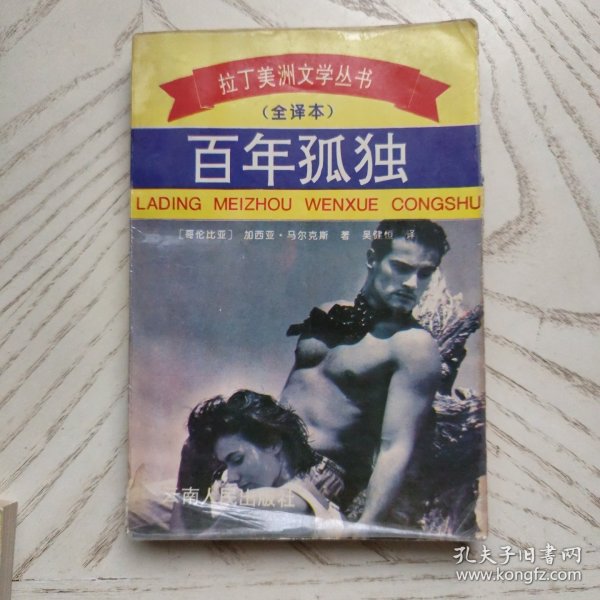 拉丁美洲文学丛书
(全译本)
百年孤独
LADING MEIZHOU WENXUE CONGSHU
[哥伦比亚] 加西亚·马尔克斯 著 吴健恒 译
云南人民出版社
孔夫子旧书网
www.kongfz.com